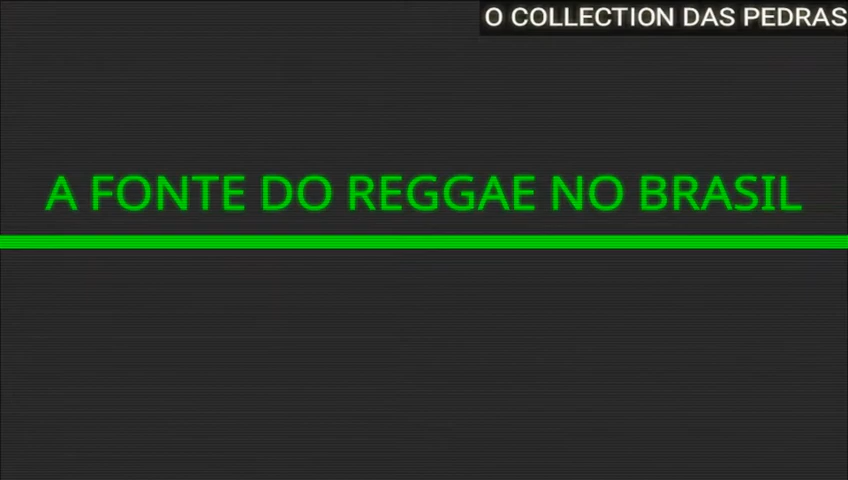 O COLLECTION DAS PEDRAS
A FONTE DO REGGAE NO BRASIL